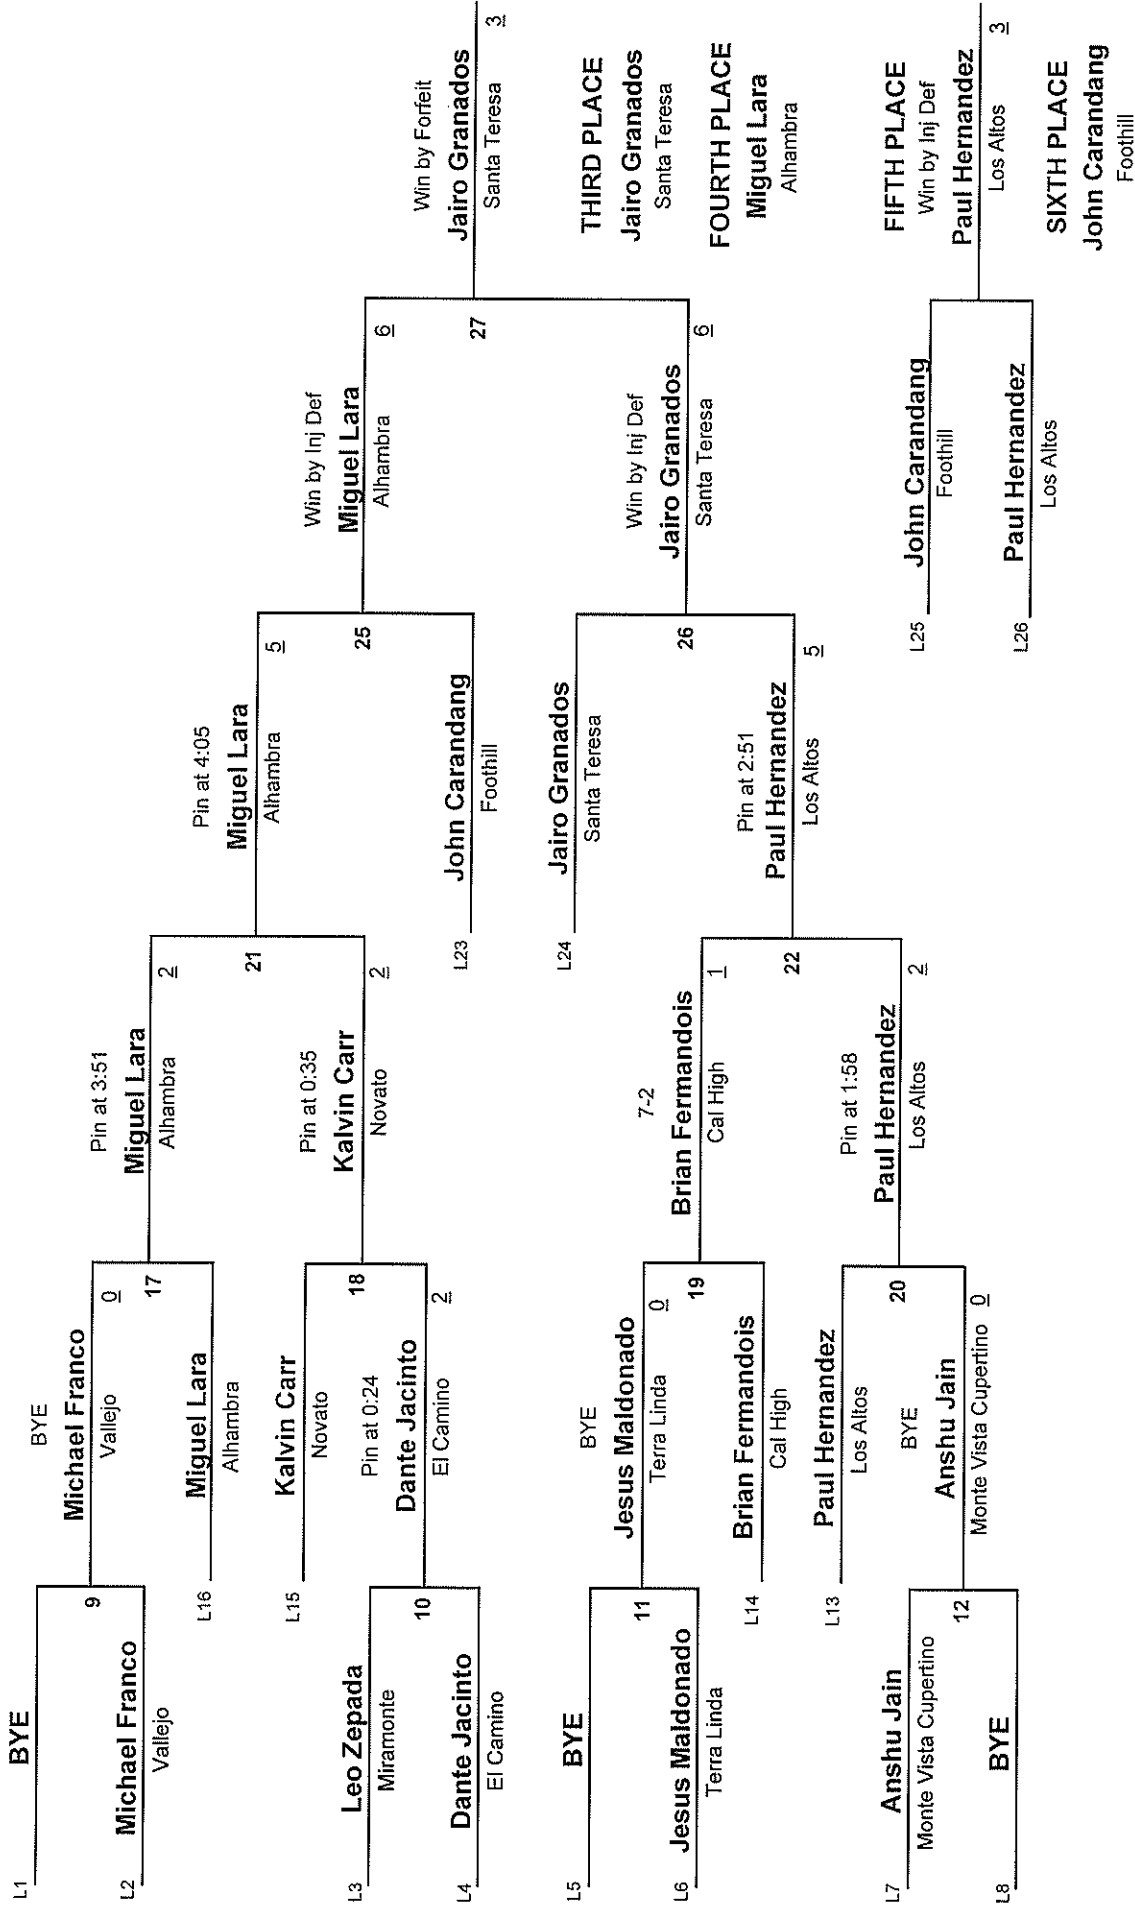 L1
BYE
9
L2
Michael Franco
Vallejo
BYE
Michael Franco
0
Vallejo
17
L16
Miguel Lara
Alhambra
Pin at 3:51
Miguel Lara
2
Alhambra
21
L3
Leo Zepada
Miramonte
10
L4
Dante Jacinto
El Camino
L15
Kalvin Carr
Novato
18
Pin at 0:24
Dante Jacinto
2
El Camino
Pin at 0:35
Kalvin Carr
2
Novato
Pin at 4:05
Miguel Lara
5
Alhambra
25
L23
John Carandang
Foothill
Win by Inj Def
Miguel Lara
6
Alhambra
27
L5
BYE
11
L6
Jesus Maldonado
Terra Linda
BYE
Jesus Maldonado
0
Terra Linda
19
L14
Brian Fermandois
Cal High
7-2
Brian Fermandois
1
Cal High
22
L7
Anshu Jain
Monte Vista Cupertino
12
L8
BYE
L13
Paul Hernandez
Los Altos
20
BYE
Anshu Jain
Monte Vista Cupertino 0
Pin at 1:58
Paul Hernandez
2
Los Altos
L24
Jairo Granados
Santa Teresa
26
Pin at 2:51
Paul Hernandez
5
Los Altos
Win by Inj Def
Jairo Granados
6
Santa Teresa
Win by Forfeit
Jairo Granados
3
Santa Teresa
THIRD PLACE
Jairo Granados
Santa Teresa
FOURTH PLACE
Miguel Lara
Alhambra
L25
John Carandang
Foothill
L26
Paul Hernandez
Los Altos
FIFTH PLACE
Win by Inj Def
Paul Hernandez
3
Los Altos
SIXTH PLACE
John Carandang
Foothill